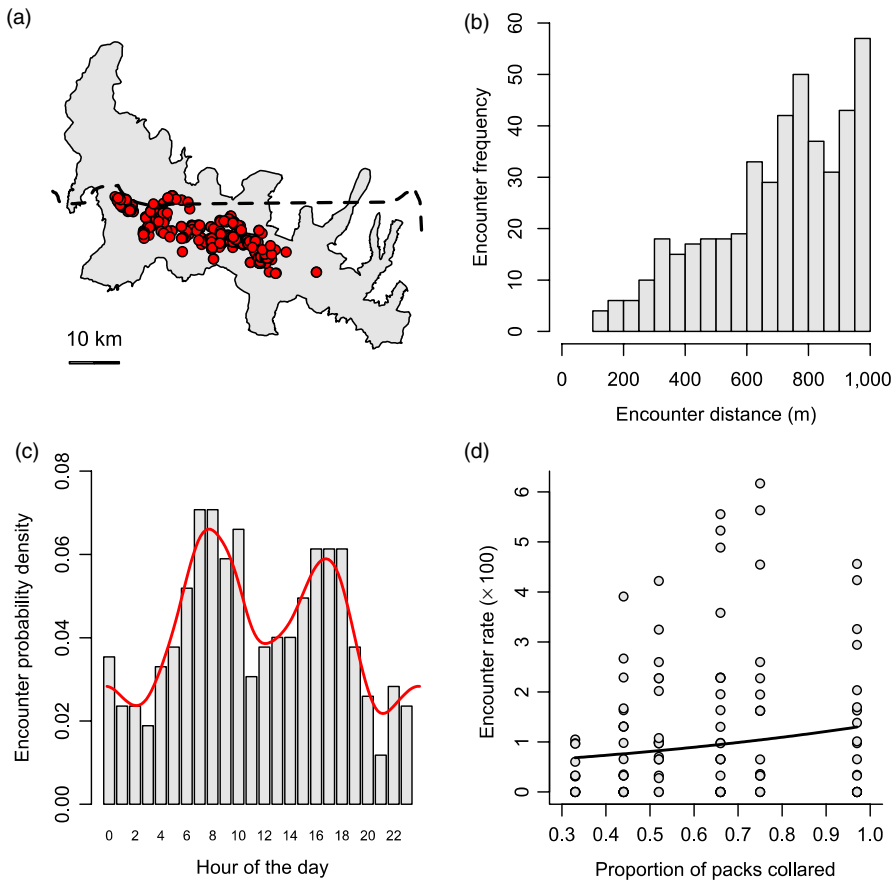 (a)
10 km
(b)
Encounter frequency
0 10 20 30 40 50 60
0 200 400 600 800 1,000
Encounter distance (m)
(c)
Encounter probability density
0.00 0.02 0.04 0.06 0.08
0 2 4 6 8 10 12 14 16 18 20 22
Hour of the day
(d)
Encounter rate (× 100)
0 1 2 3 4 5 6
0.3 0.4 0.5 0.6 0.7 0.8 0.9 1.0
Proportion of packs collared